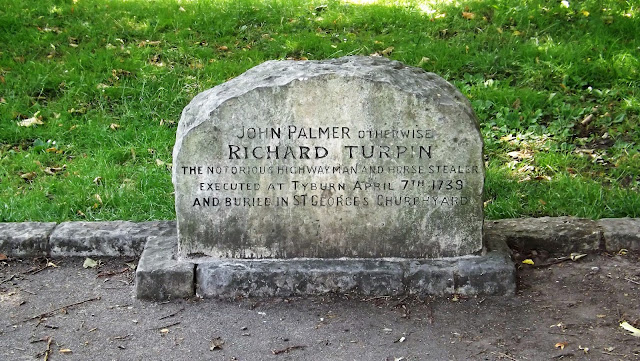 JOHN PALMER OTHERWISE
RICHARD TURPIN
THE NOTORIOUS HIGHWAYMAN AND HORSE STEALER
EXECUTED AT TYBURN APRIL 7TH 1739
AND BURIED IN ST GEORGES CHURCHYARD